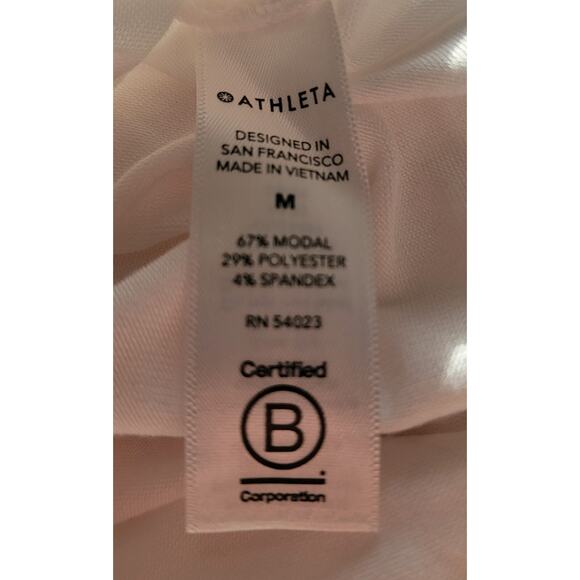 ATHLETA
DESIGNED IN
SAN FRANCISCO
MADE IN VIETNAM
M
67% MODAL
29% POLYESTER
4% SPANDEX
RN 54023
Certified
B
Corporation